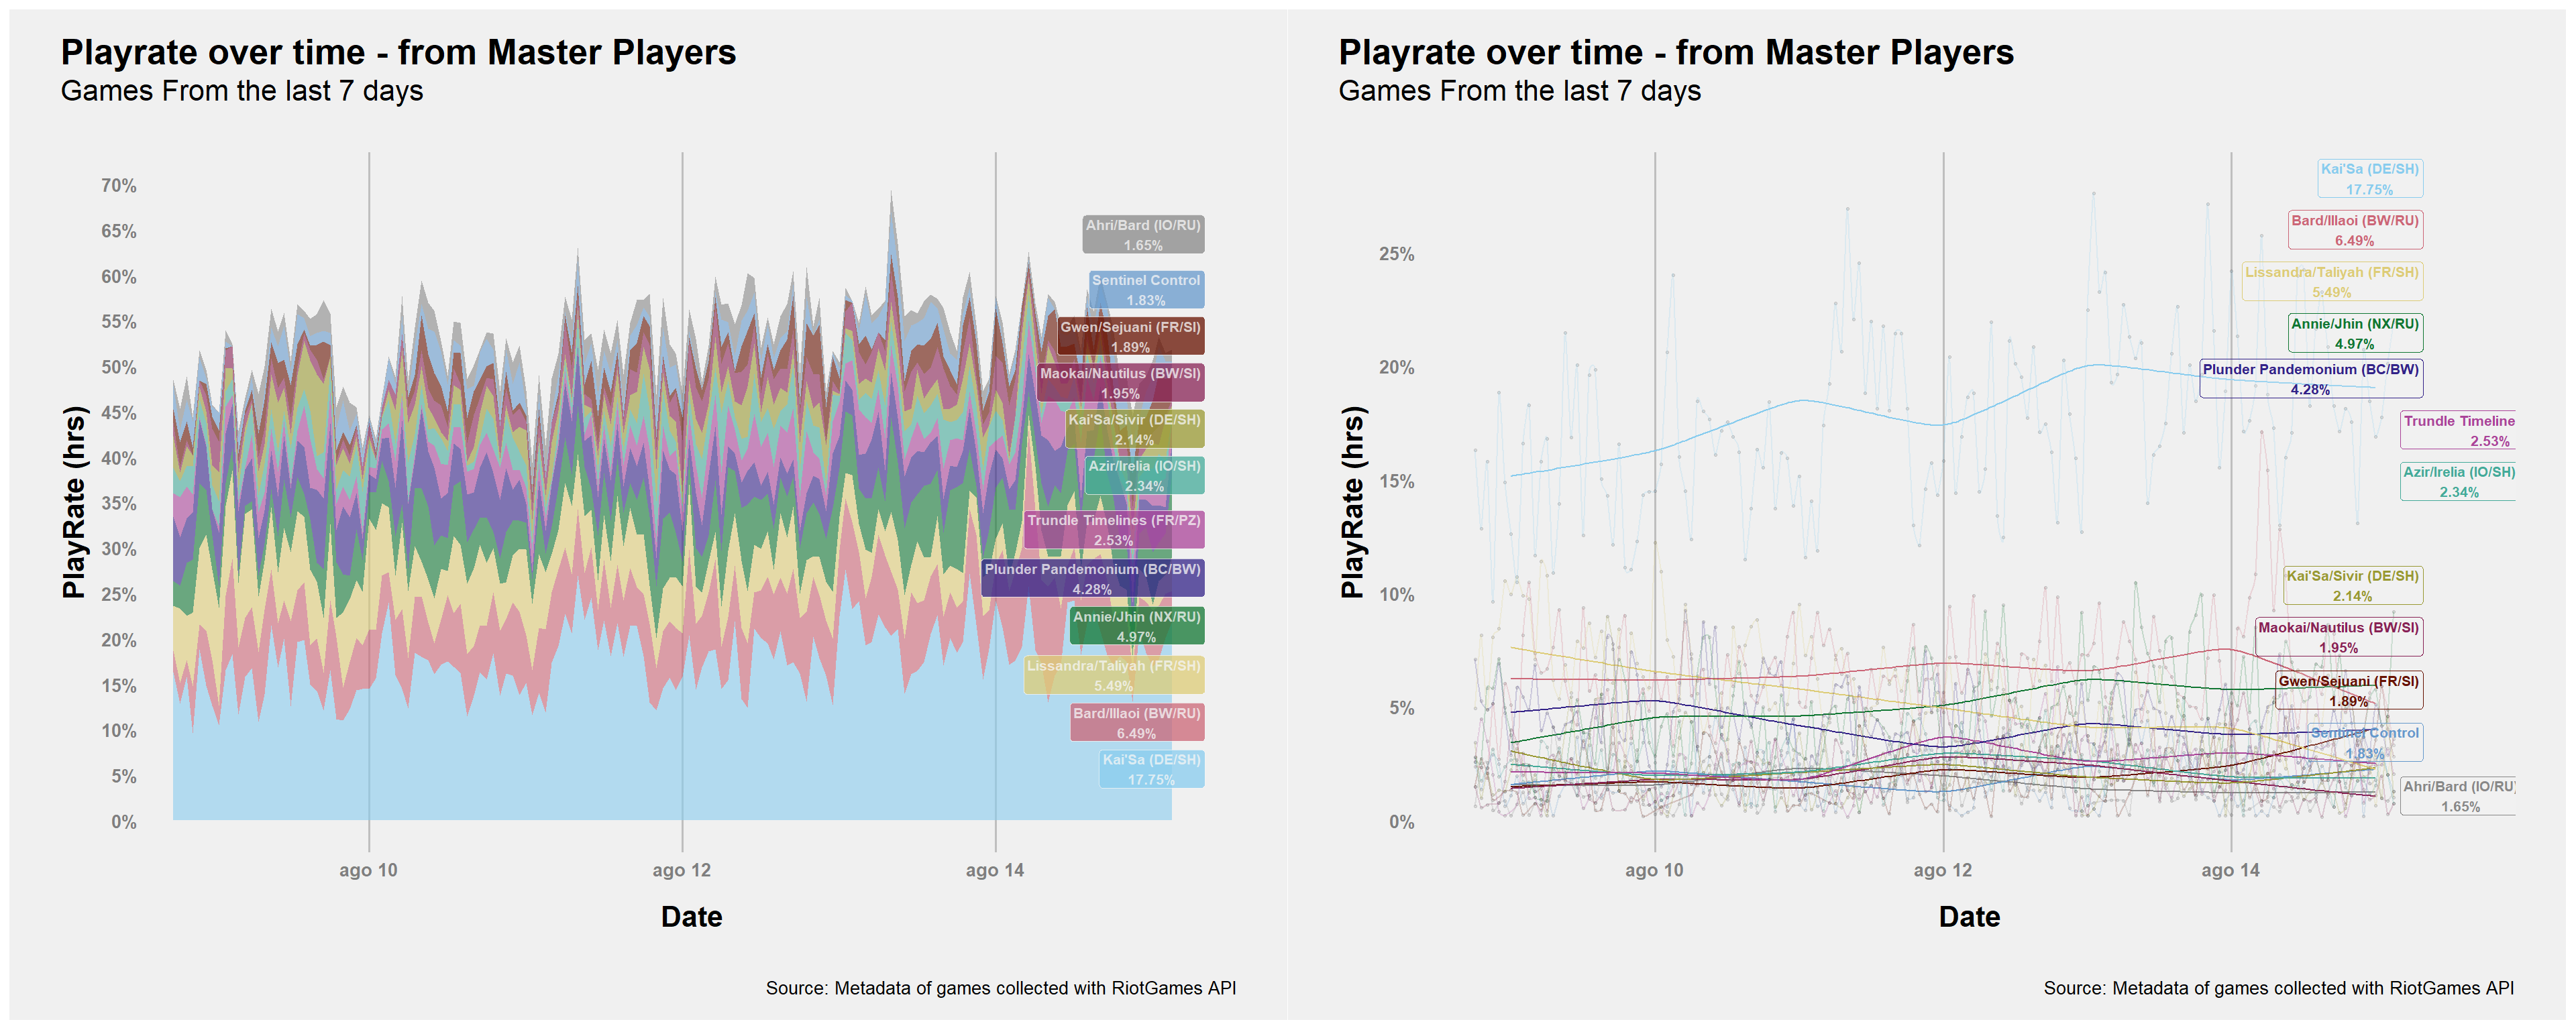 Playrate over time - from Master Players
Games From the last 7 days
PlayRate (hrs)
70%
65%
60%
55%
50%
45%
40%
35%
30%
25%
20%
15%
10%
5%
0%
Ahri/Bard (IO/RU)
1.65%
Sentinel Control
1.83%
Gwen/Sejuani (FR/SI)
1.89%
Maokai/Nautilus (BW/SI)
1.95%
Kai'Sa/Sivir (DE/SH)
2.14%
Azir/Irelia (IO/SH)
2.34%
Trundle Timelines (FR/PZ)
2.53%
Plunder Pandemonium (BC/BW)
4.28%
Annie/Jhin (NX/RU)
4.97%
Lissandra/Taliyah (FR/SH)
5.49%
Bard/Illaoi (BW/RU)
6.49%
Kai'Sa (DE/SH)
17.75%
ago 10
ago 12
ago 14
Date
Source: Metadata of games collected with RiotGames API
Playrate over time - from Master Players
Games From the last 7 days
PlayRate (hrs)
25%
20%
15%
10%
5%
0%
Kai'Sa (DE/SH)
17.75%
Bard/Illaoi (BW/RU)
6.49%
Lissandra/Taliyah (FR/SH)
5.49%
Annie/Jhin (NX/RU)
4.97%
Plunder Pandemonium (BC/BW)
4.28%
Trundle Timeline
2.53%
Azir/Irelia (IO/SH)
2.34%
Kai'Sa/Sivir (DE/SH)
2.14%
Maokai/Nautilus (BW/SI)
1.95%
Gwen/Sejuani (FR/SI)
1.89%
Sentinel Control
1.83%
Ahri/Bard (IO/RU)
1.65%
ago 10
ago 12
ago 14
Date
Source: Metadata of games collected with RiotGames API